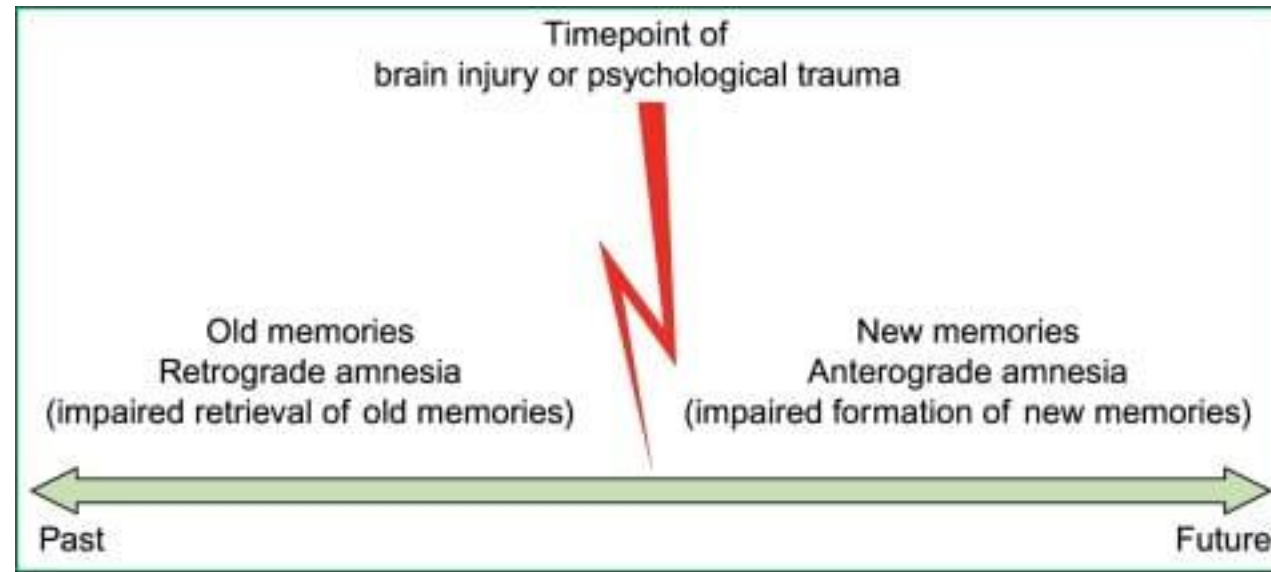 Timepoint of
brain injury or psychological trauma
Old memories
Retrograde amnesia
(impaired retrieval of old memories)
New memories
Anterograde amnesia
(impaired formation of new memories)
Past
Future